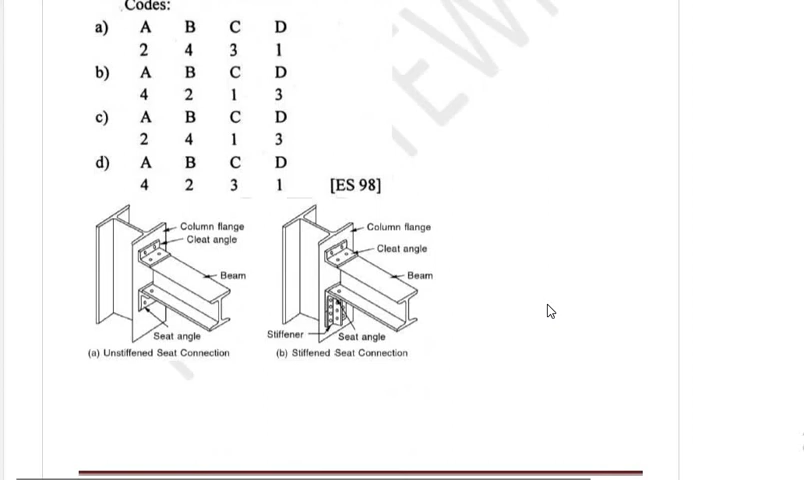 Codes:
a) A B C D
2 4 3 1
b) A B C D
4 2 1 3
c) A B C D
2 4 1 3
d) A B C D
4 2 3 1 [ES 98]
Column flange
Cleat angle
Beam
Seat angle
(a) Unstiffened Seat Connection
Column flange
Cleat angle
Beam
Stiffener
Seat angle
(b) Stiffened Seat Connection